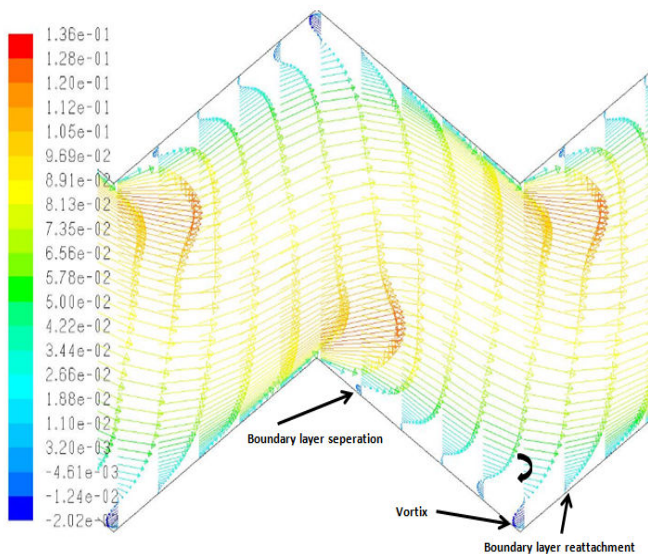 1.36e-01
1.28e-01
1.20e-01
1.12e-01
1.05e-01
9.69e-02
8.91e-02
8.13e-02
7.35e-02
6.56e-02
5.78e-02
5.00e-02
4.22e-02
3.44e-02
2.66e-02
1.10e-02
3.20e-03
-4.61e-03
-1.24e-02
-2.02e-02
Boundary layer seperation
Vortix
Boundary layer reattachment